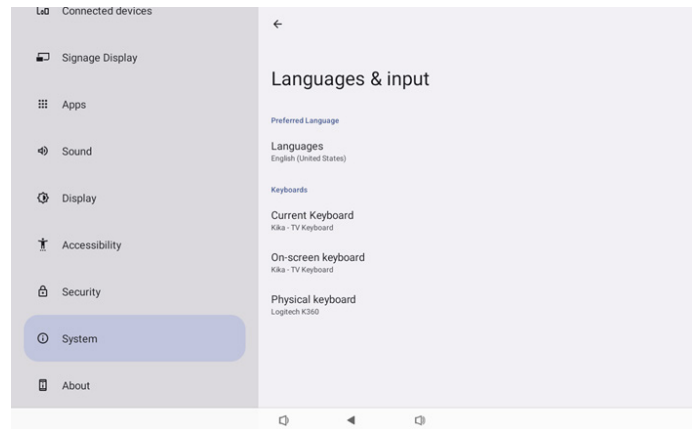 Connected devices
Signage Display
Apps
Sound
Display
Accessibility
Security
System
About
Languages & input
Preferred Language
Languages
English (United States)
Keyboards
Current Keyboard
Kika - TV Keyboard
On-screen keyboard
Kika - TV Keyboard
Physical keyboard
Logitech K360